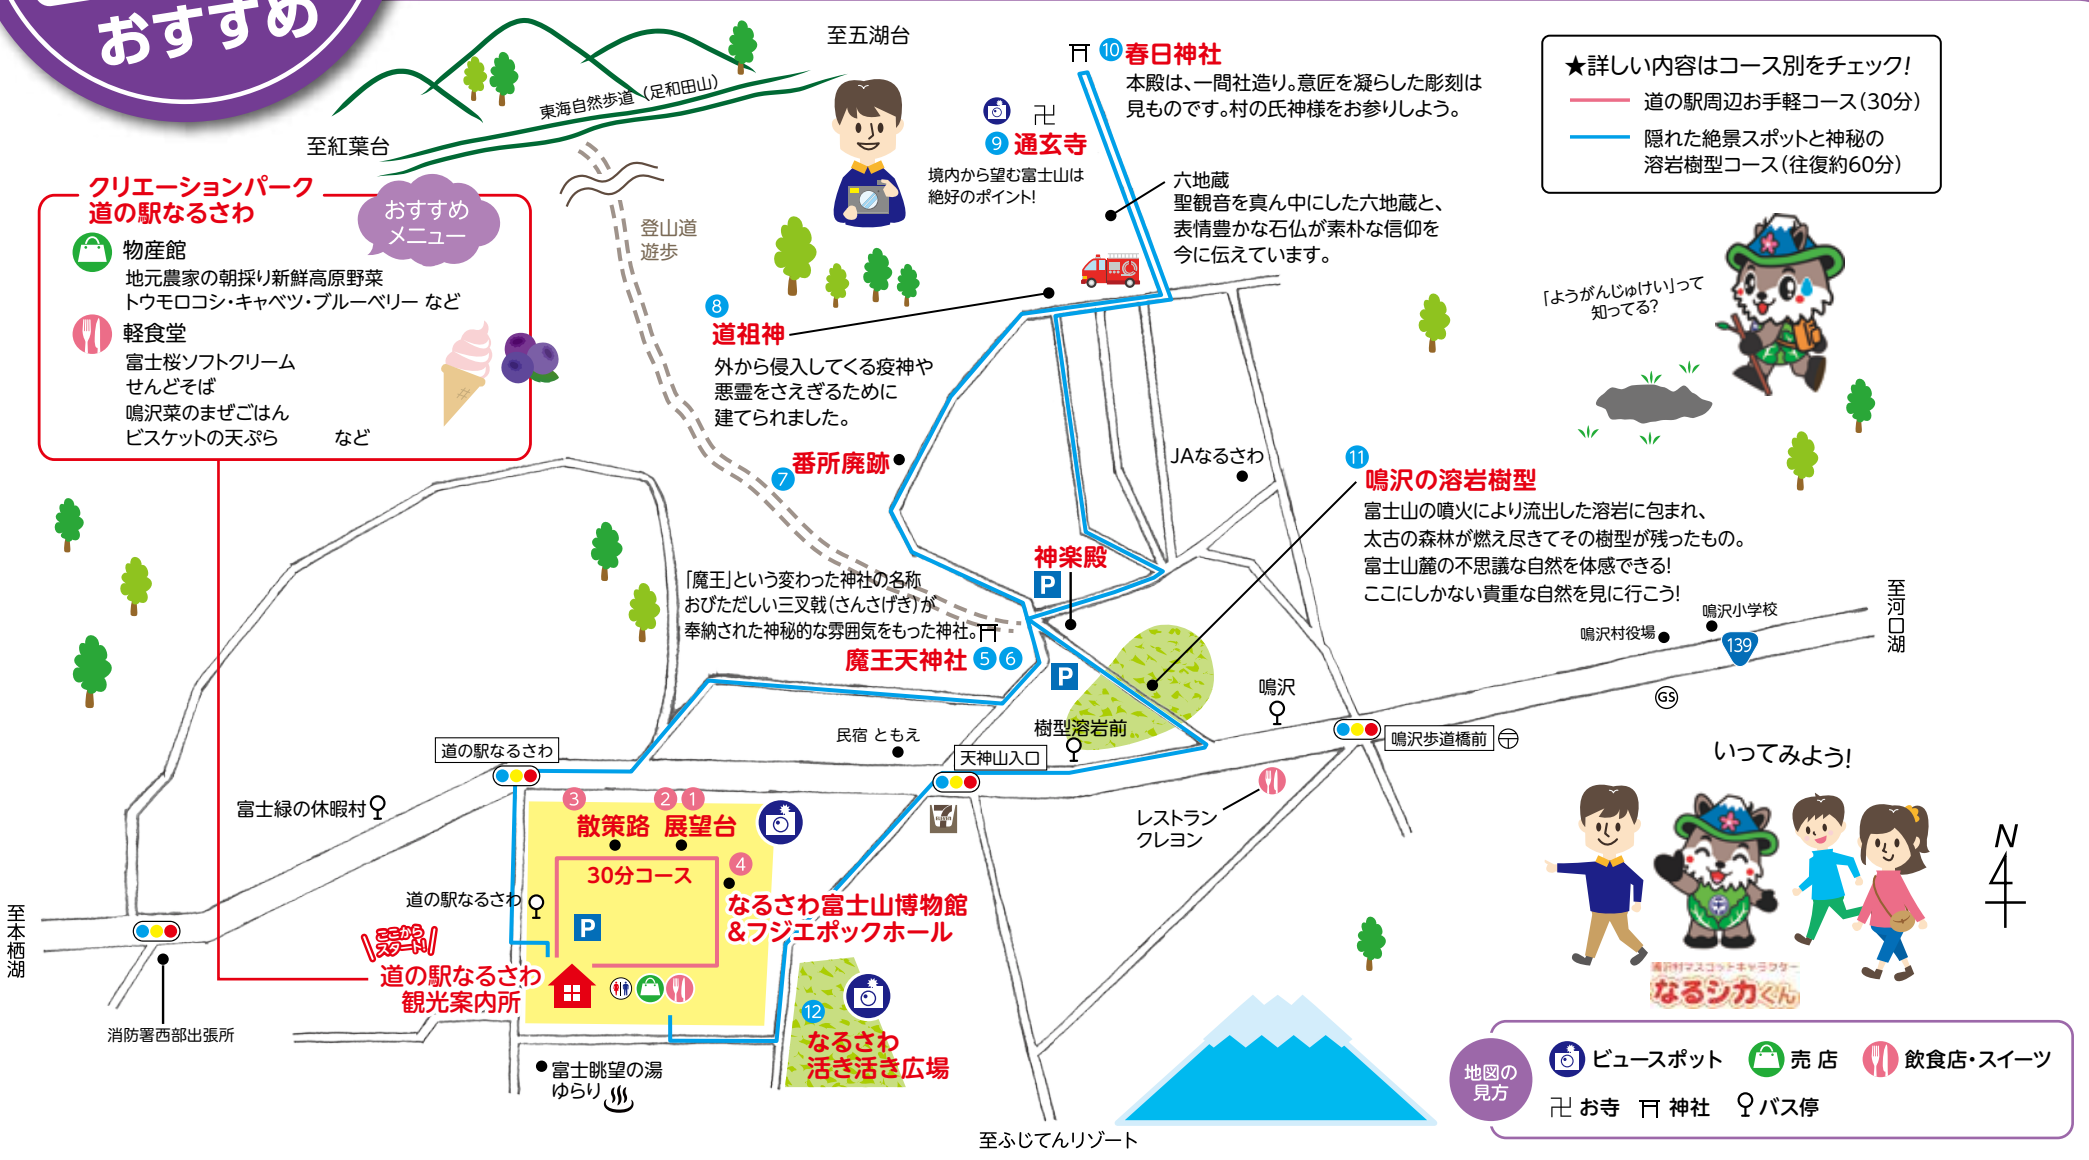 おすすめ
至五湖台
東海自然歩道（足和田山）
至紅葉台
⑩ 春日神社
本殿は、一間社造り。意匠を凝らした彫刻は
見ものです。村の氏神様をお参りしよう。
卍
⑨ 通玄寺
境内から望む富士山は
絶好のポイント!
★詳しい内容はコース別をチェック!
道の駅周辺お手軽コース（30分）
隠れた絶景スポットと神秘の
溶岩樹型コース（往復約60分）
クリエーションパーク
道の駅なるさわ
おすすめ
メニュー
物産館
地元農家の朝採り新鮮高原野菜
トウモロコシ・キャベツ・ブルーベリー など
軽食堂
富士桜ソフトクリーム
せんどそば
鳴沢菜のまぜごはん
ビスケットの天ぷら　　など
登山道
遊歩
六地蔵
聖観音を真ん中にした六地蔵と、
表情豊かな石仏が素朴な信仰を
今に伝えています。
⑧
道祖神
外から侵入してくる疫神や
悪霊をさえぎるために
建てられました。
「ようがんじゅけい」って
知ってる?
⑦ 番所廃跡
JAなるさわ
⑪
鳴沢の溶岩樹型
富士山の噴火により流出した溶岩に包まれ、
太古の森林が燃え尽きてその樹型が残ったもの。
富士山麓の不思議な自然を体感できる!
ここにしかない貴重な自然を見に行こう!
神楽殿
P
「魔王」という変わった神社の名称
おびただしい三叉戟（さんさげき）が
奉納された神秘的な雰囲気をもった神社。
魔王天神社 ⑤⑥
P
鳴沢小学校
鳴沢村役場
139
至河口湖
GS
鳴沢
樹型溶岩前
鳴沢歩道橋前
民宿 ともえ
天神山入口
道の駅なるさわ
富士緑の休暇村
レストラン
クレヨン
いってみよう!
③ ② ①
散策路 展望台
④
30分コース
なるさわ富士山博物館
&フジエポックホール
道の駅なるさわ
P
ここから
スタート!
道の駅なるさわ
観光案内所
至本栖湖
消防署西部出張所
⑫
なるさわ
活き活き広場
富士眺望の湯
ゆらり
至ふじてんリゾート
N
鳴沢村マスコットキャラクター
なるシカくん
地図の
見方
ビュースポット
売 店
飲食店・スイーツ
卍 お寺
神社
バス停